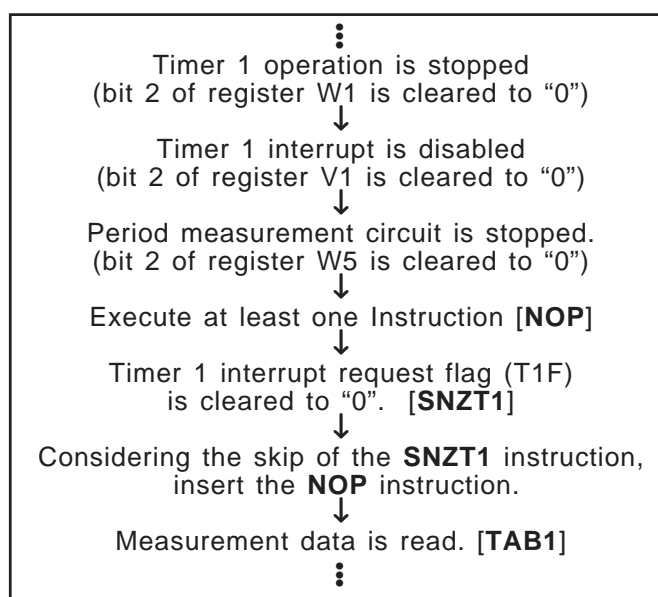 Timer 1 operation is stopped
(bit 2 of register W1 is cleared to “0”)
Timer 1 interrupt is disabled
(bit 2 of register V1 is cleared to “0”)
Period measurement circuit is stopped.
(bit 2 of register W5 is cleared to “0”)
Execute at least one Instruction [NOP]
Timer 1 interrupt request flag (T1F)
is cleared to “0”. [SNZT1]
Considering the skip of the SNZT1 instruction,
insert the NOP instruction.
Measurement data is read. [TAB1]